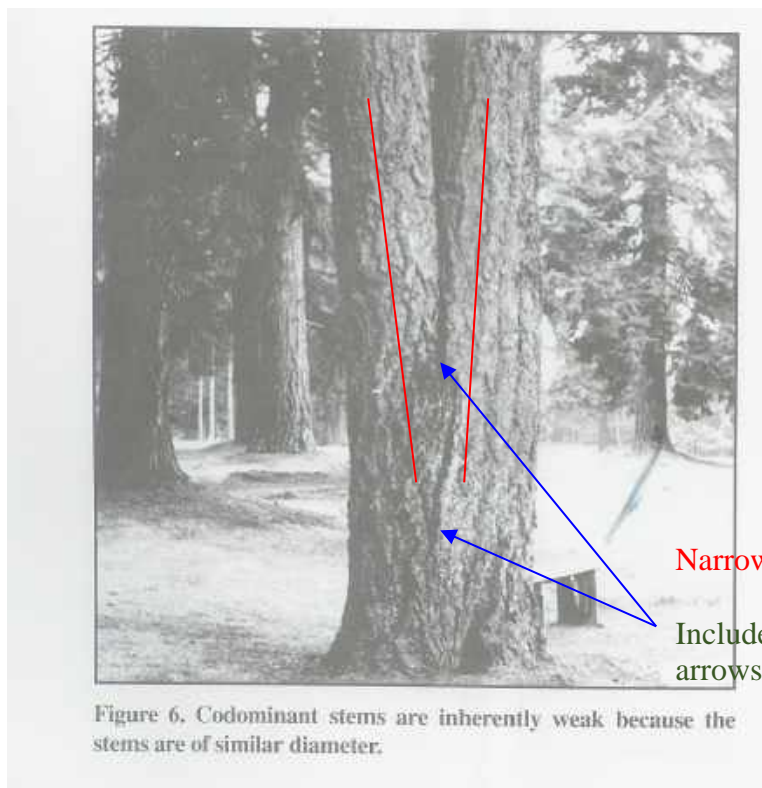 Narrow
Include
arrows
Figure 6. Codominant stems are inherently weak because the
stems are of similar diameter.